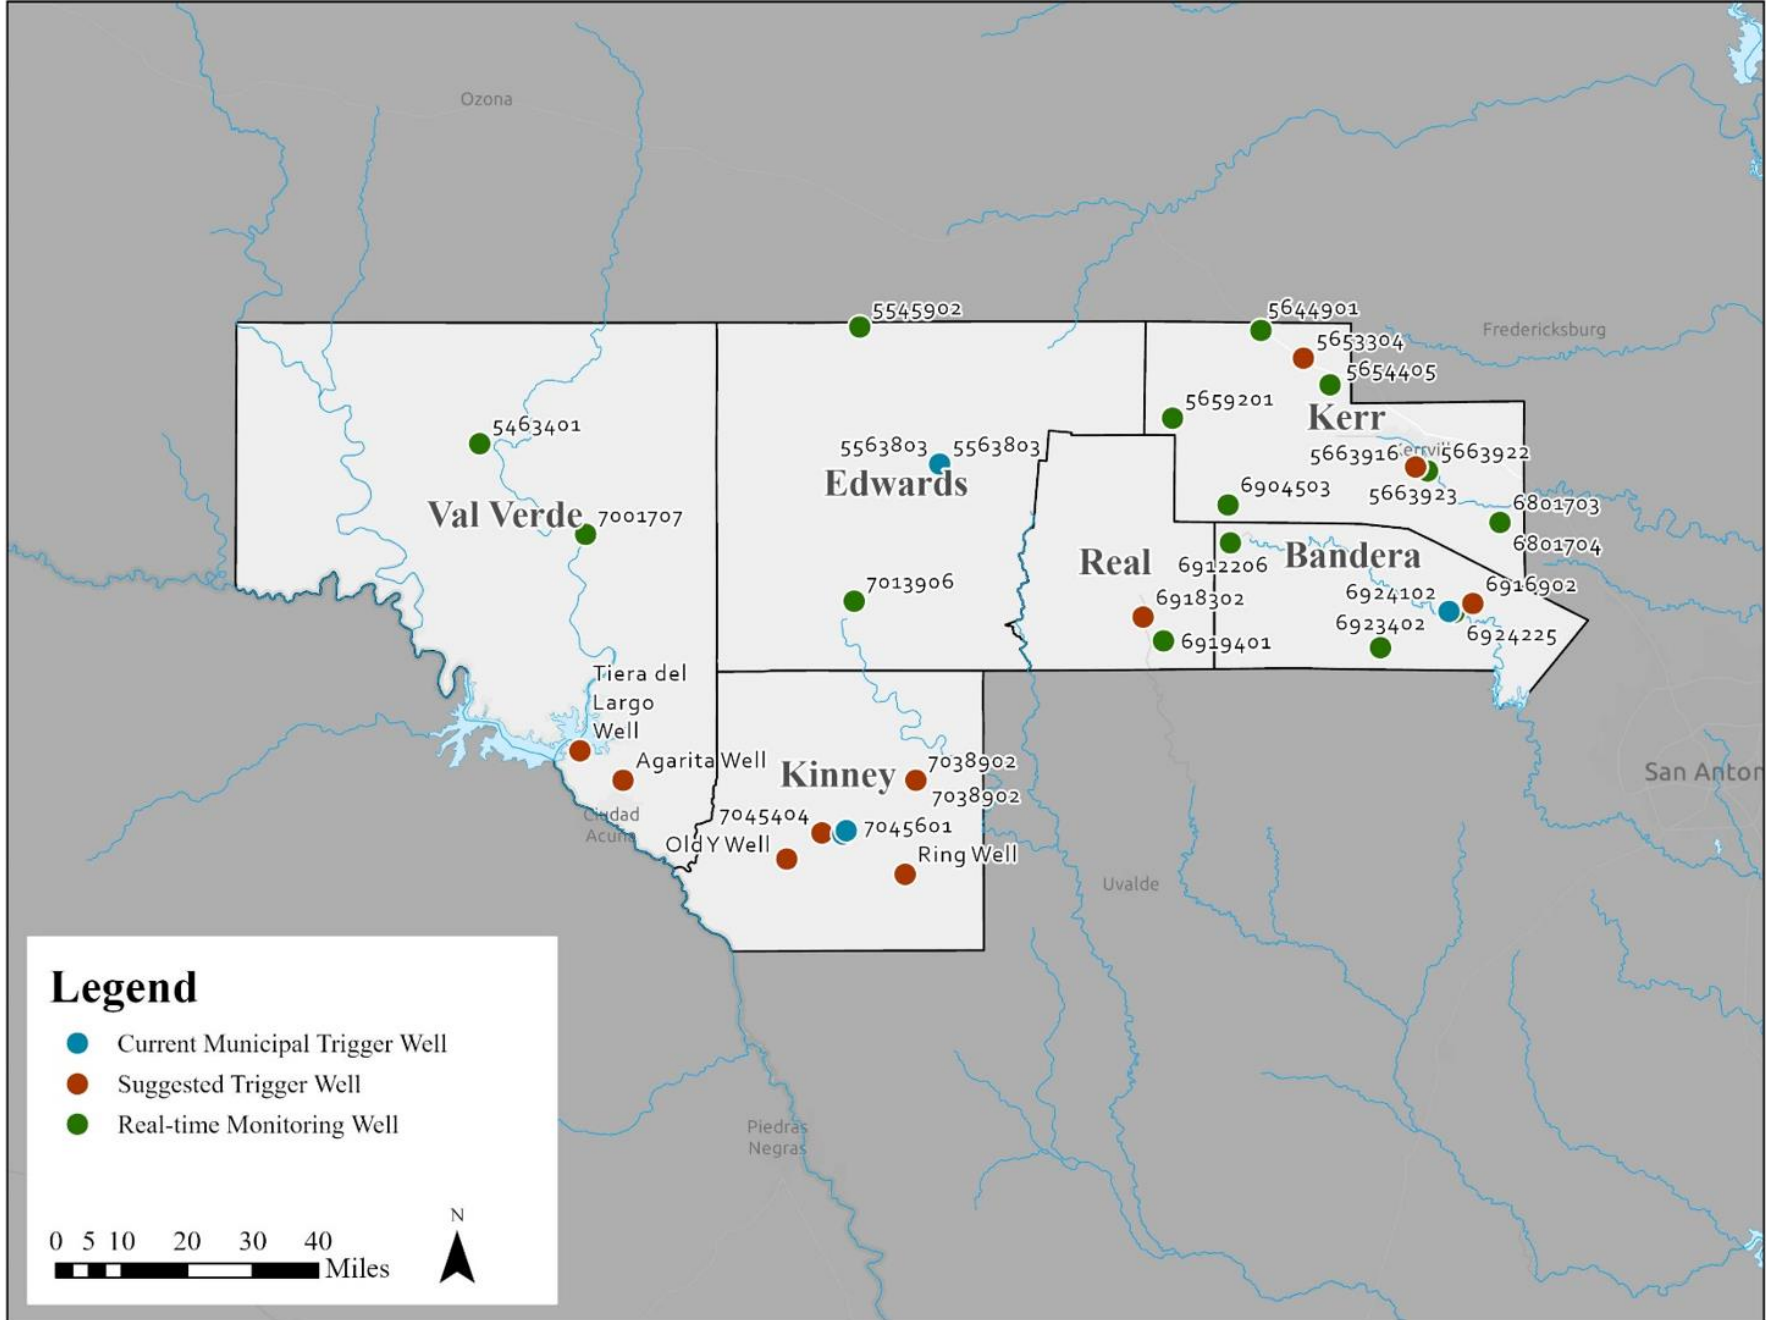 Ozona
5545902
5644901
Fredericksburg
5653304
5654405
5659201
Kerr
5463401
5563803
5563803
5663916
5663922
Edwards
6904503
5663923
6801703
Val Verde
7001707
6801704
Real
6912206
Bandera
7013906
6918302
6924102
6916902
6919401
6923402
6924225
Tiera del
Largo
Well
Agarita Well
Kinney
7038902
7038902
San Anton
Ciudad
Acuña
7045404
7045601
Old Y Well
Ring Well
Uvalde
Legend
Current Municipal Trigger Well
Suggested Trigger Well
Real-time Monitoring Well
Piedras
Negras
N
0 5 10 20 30 40
Miles